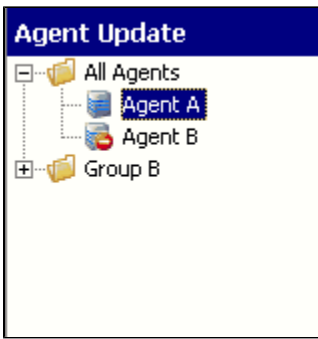 Agent Update
All Agents
Agent A
Agent B
Group B